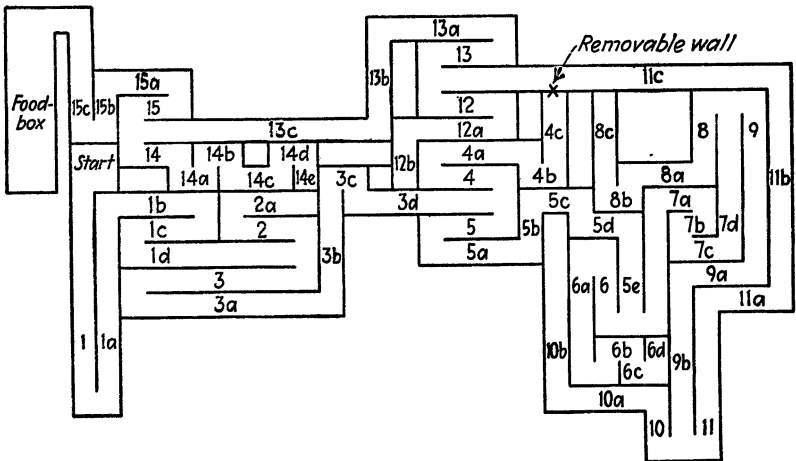 13a
13
Removable wall
15a
15c
15b
15
13b
11c
Food-
box
12
13c
12a
4c
8c
8
9
Start
14
14b
14d
12b
4a
14a
14c
14e
3c
4
4b
8a
11b
1b
2a
3d
5c
8b
7a
1c
2
5
5b
5d
7b
7d
1d
3b
5a
7c
3
6a
6
5e
9a
3a
11a
1
1a
10b
6b
6d
9b
6c
10a
10
11